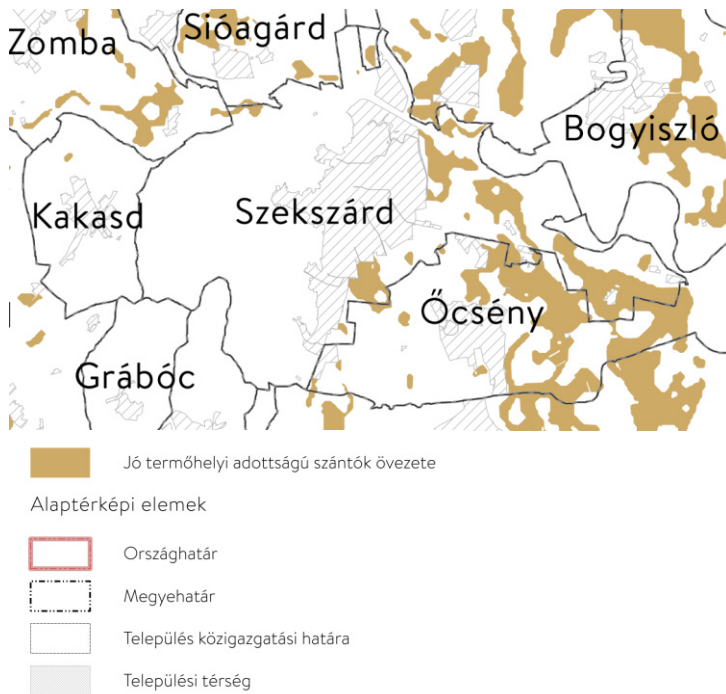 Zomba
Sióagárd
Bogyiszló
Kakasd
Szekszárd
Őcsény
Grábóc
Jó termőhelyi adottságú szántók övezete
Alaptérképi elemek
Országhatár
Megyehatár
Település közigazgatási határa
Települési térség